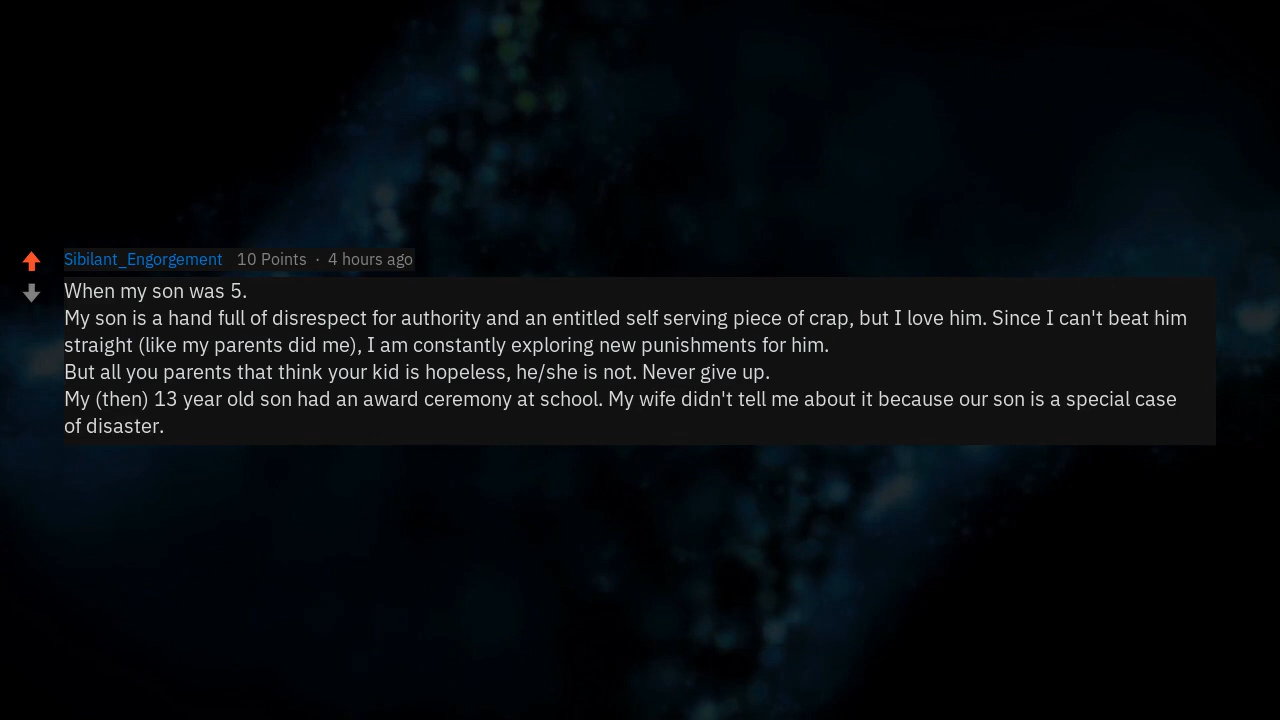 Sibilant_Engorgement 10 Points · 4 hours ago
When my son was 5.
My son is a hand full of disrespect for authority and an entitled self serving piece of crap, but I love him. Since I can't beat him
straight (like my parents did me), I am constantly exploring new punishments for him.
But all you parents that think your kid is hopeless, he/she is not. Never give up.
My (then) 13 year old son had an award ceremony at school. My wife didn't tell me about it because our son is a special case
of disaster.